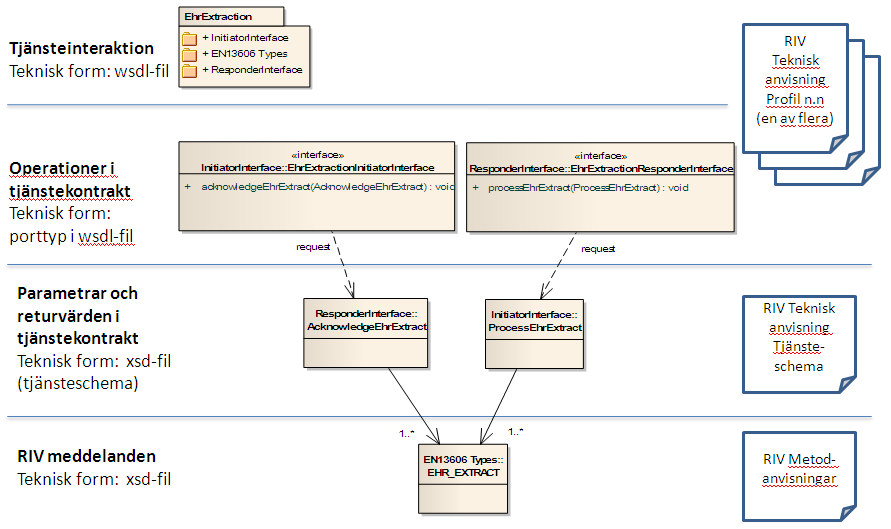 EhrExtraction
+ InitiatorInterface
+ EN13606 Types
+ ResponderInterface
Tjänsteinteraktion
Teknisk form: wsdl-fil
RIV
Teknisk
anvisning
Profil n.n
(en av flera)
Operationer i
tjänstekontrakt
Teknisk form:
porttyp i wsdl-fil
«interface»
InitiatorInterface::EhrExtractionInitiatorInterface
+ acknowledgeEhrExtract(AcknowledgeEhrExtract) : void
«interface»
ResponderInterface::EhrExtractionResponderInterface
+ processEhrExtract(ProcessEhrExtract) : void
request
request
Parametrar och
returvärden i
tjänstekontrakt
Teknisk form: xsd-fil
(tjänsteschema)
ResponderInterface::
AcknowledgeEhrExtract
InitiatorInterface::
ProcessEhrExtract
RIV Teknisk
anvisning
Tjänste-
schema
1..*
1..*
RIV meddelanden
Teknisk form: xsd-fil
EN13606 Types::
EHR_EXTRACT
RIV Metod-
anvisningar